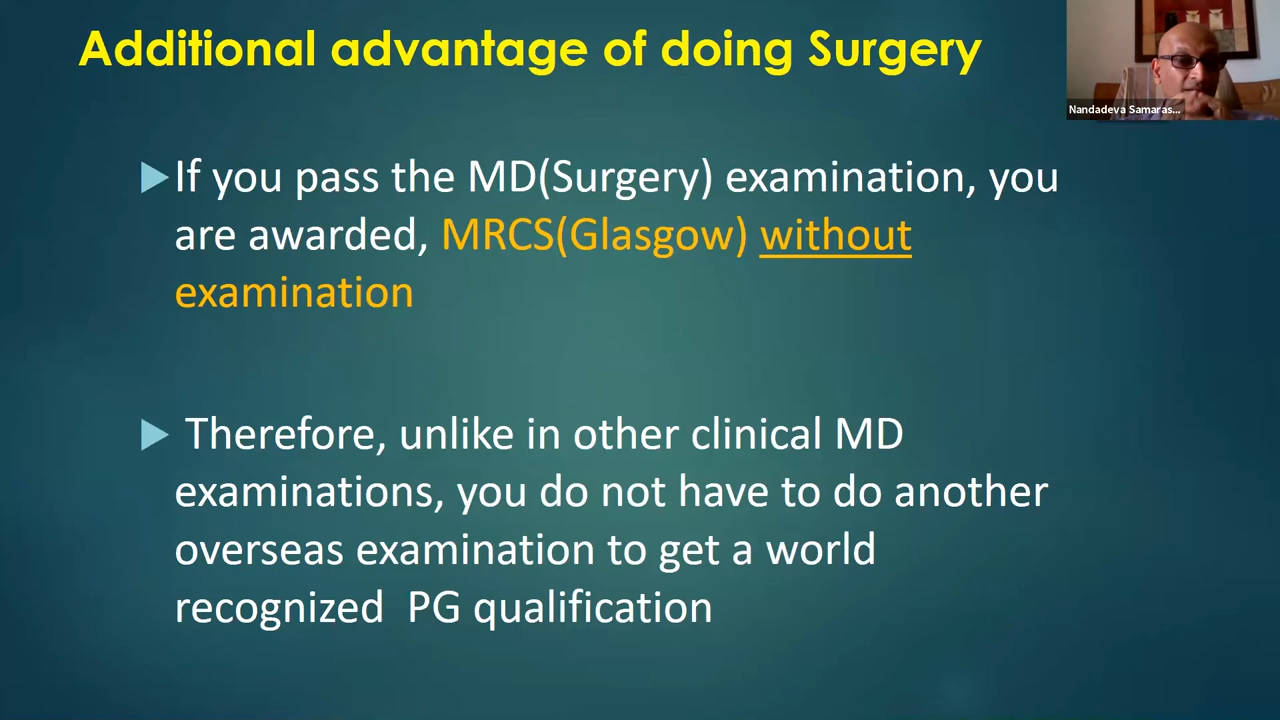 Additional advantage of doing Surgery
Nandadeva Samaras...
If you pass the MD(Surgery) examination, you
are awarded, MRCS(Glasgow) without
examination
Therefore, unlike in other clinical MD
examinations, you do not have to do another
overseas examination to get a world
recognized  PG qualification